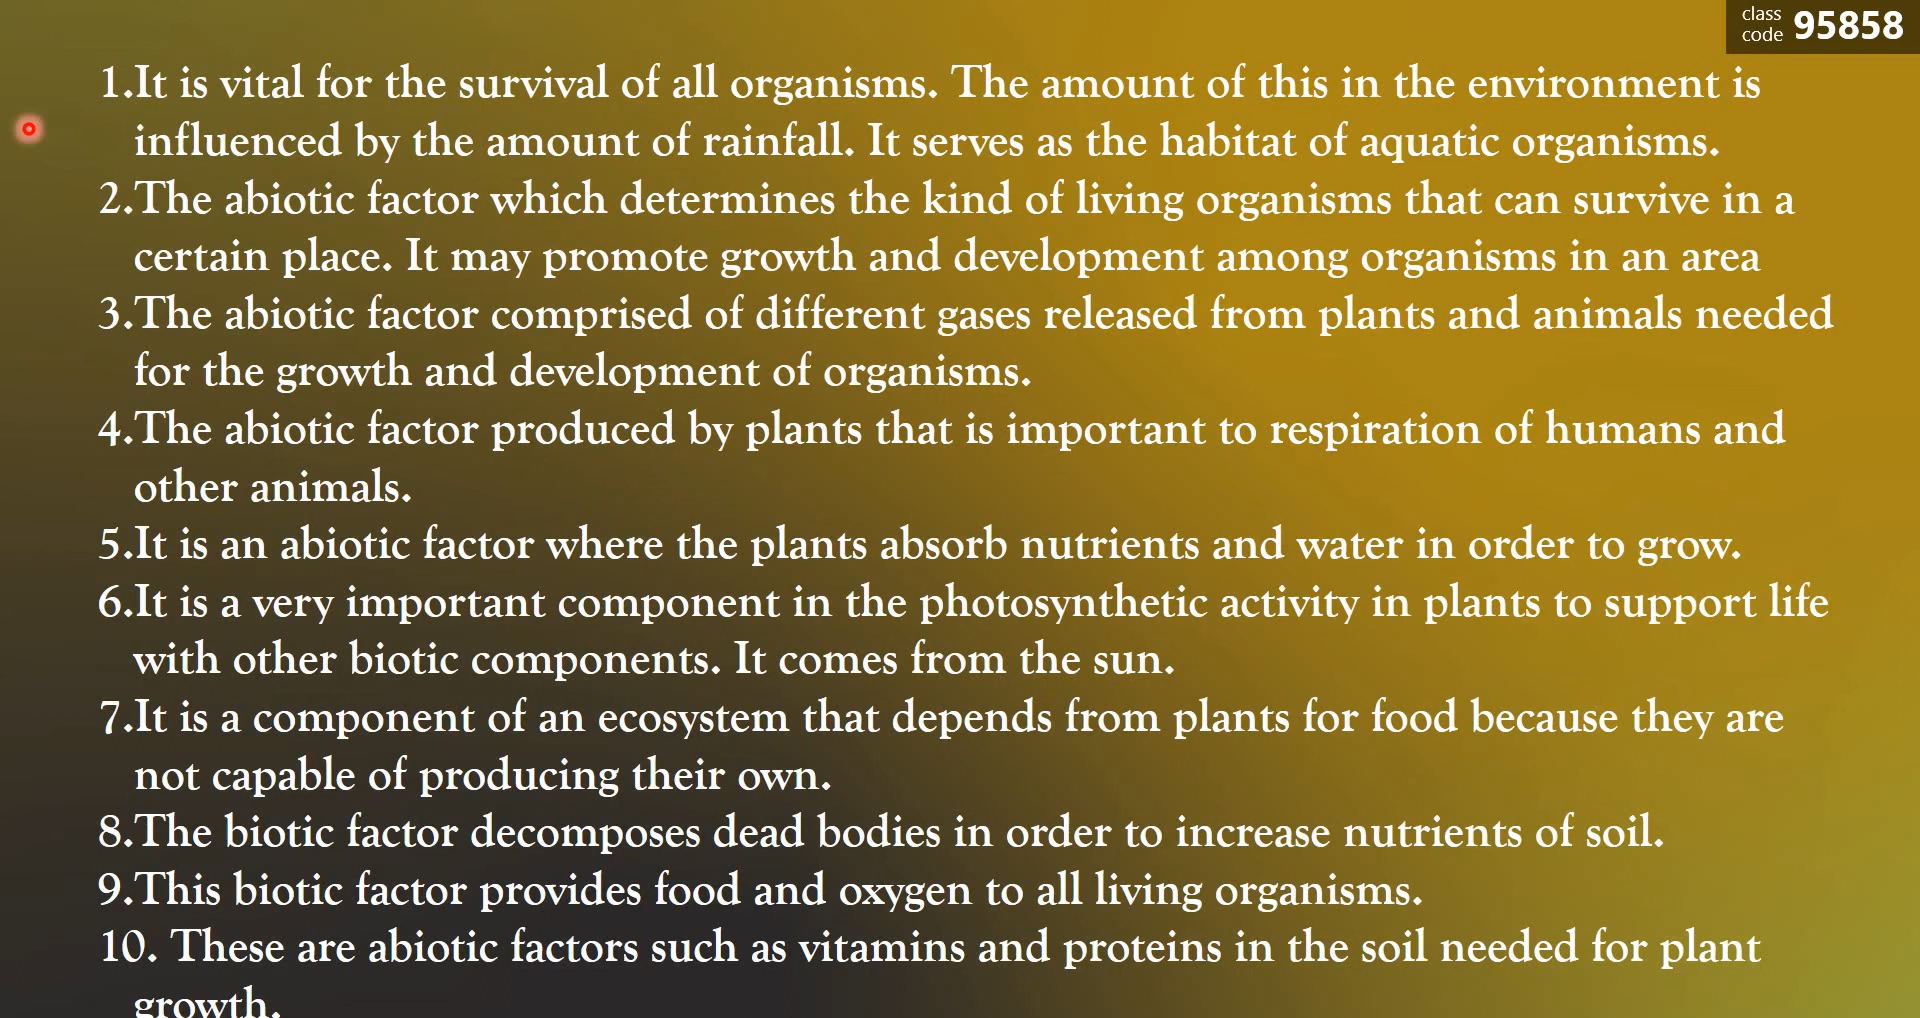 class
code 95858
1.It is vital for the survival of all organisms. The amount of this in the environment is
influenced by the amount of rainfall. It serves as the habitat of aquatic organisms.
2.The abiotic factor which determines the kind of living organisms that can survive in a
certain place. It may promote growth and development among organisms in an area
3.The abiotic factor comprised of different gases released from plants and animals needed
for the growth and development of organisms.
4.The abiotic factor produced by plants that is important to respiration of humans and
other animals.
5.It is an abiotic factor where the plants absorb nutrients and water in order to grow.
6.It is a very important component in the photosynthetic activity in plants to support life
with other biotic components. It comes from the sun.
7.It is a component of an ecosystem that depends from plants for food because they are
not capable of producing their own.
8.The biotic factor decomposes dead bodies in order to increase nutrients of soil.
9.This biotic factor provides food and oxygen to all living organisms.
10. These are abiotic factors such as vitamins and proteins in the soil needed for plant
growth.